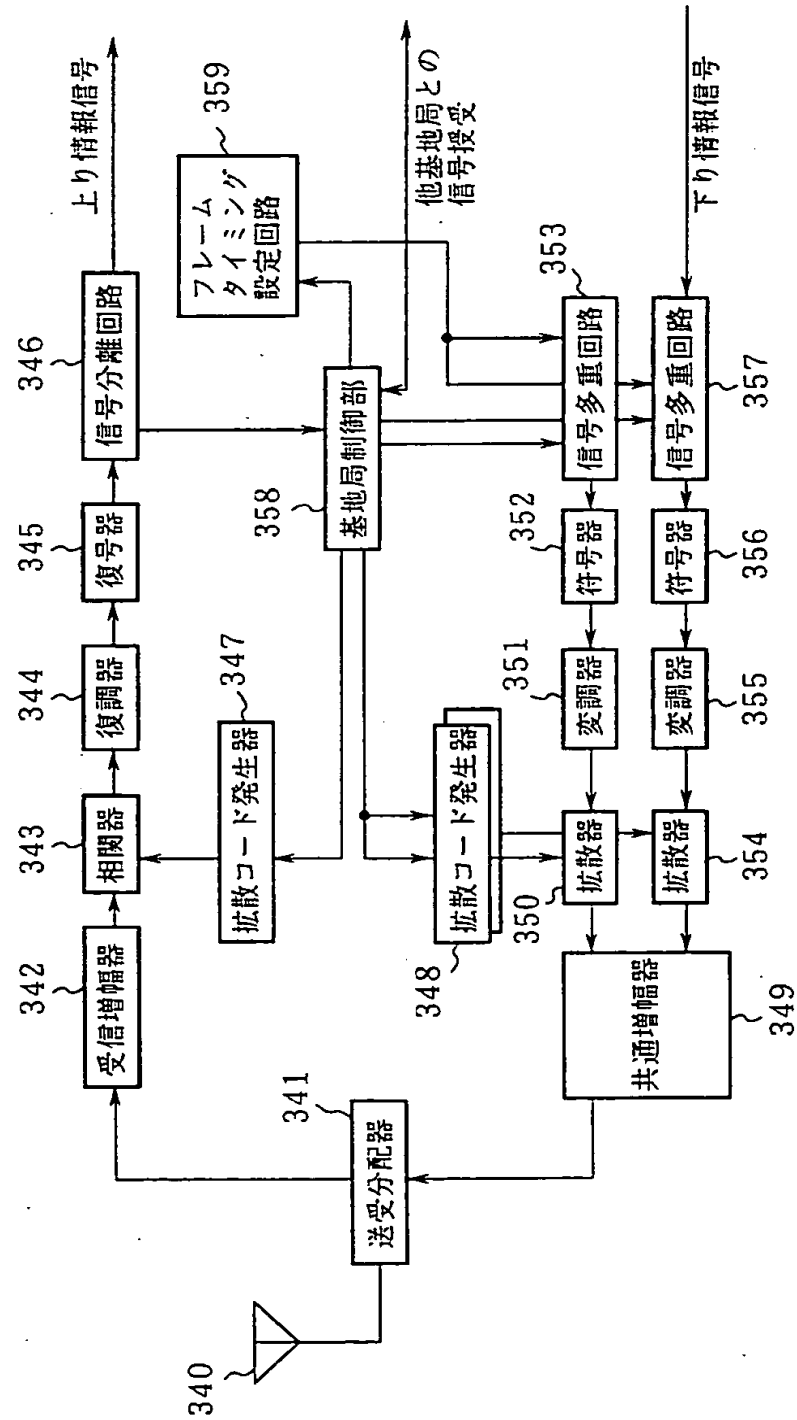 340
341
送受分配器
342
受信増幅器
343
相関器
344
復調器
345
復号器
346
信号分離回路
上り情報信号
347
拡散コード発生器
358
基地局制御部
359
フレーム
タイミング
設定回路
他基地局との
信号授受
348
拡散コード発生器
349
共通増幅器
350
拡散器
351
変調器
352
符号器
353
信号多重回路
354
拡散器
355
変調器
356
符号器
357
信号多重回路
下り情報信号